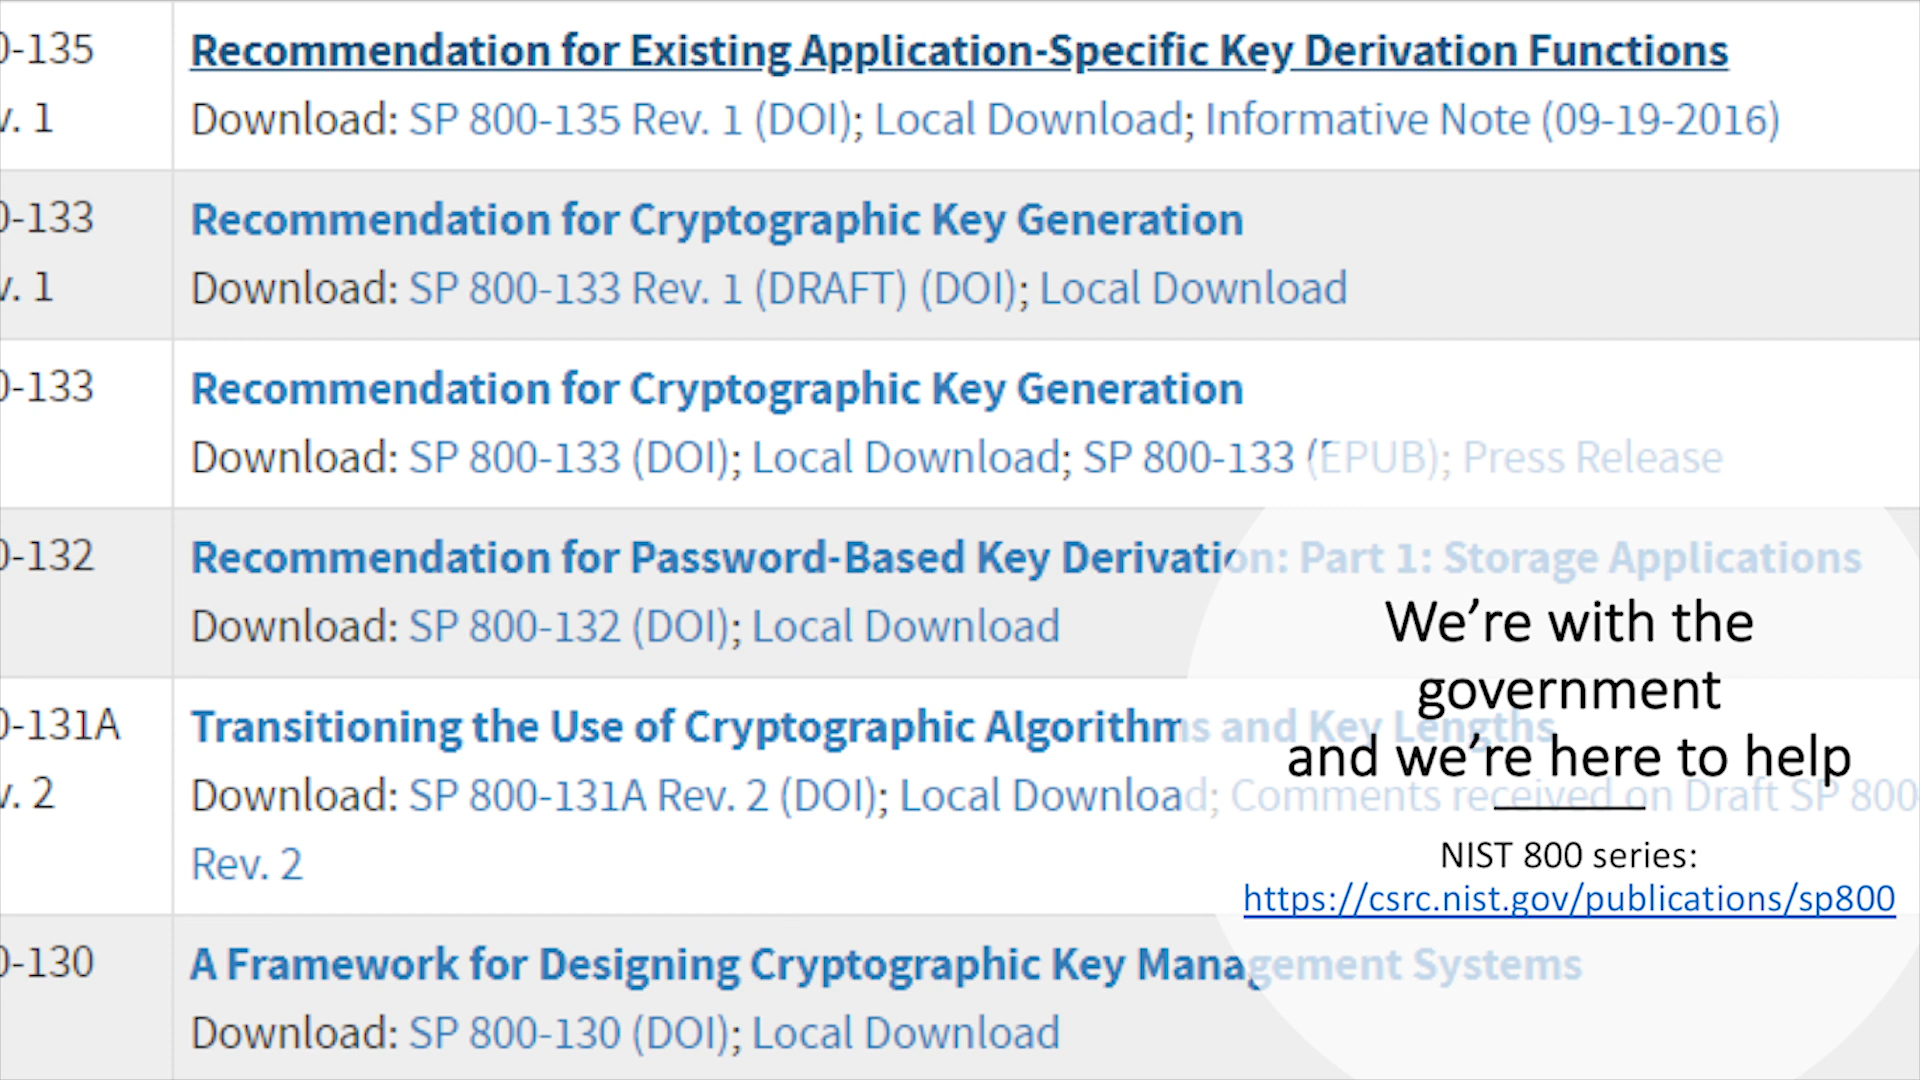 0-135
Recommendation for Existing Application-Specific Key Derivation Functions
v. 1
Download: SP 800-135 Rev. 1 (DOI); Local Download; Informative Note (09-19-2016)
0-133
Recommendation for Cryptographic Key Generation
v. 1
Download: SP 800-133 Rev. 1 (DRAFT) (DOI); Local Download
0-133
Recommendation for Cryptographic Key Generation
Download: SP 800-133 (DOI); Local Download; SP 800-133 (EPUB); Press Release
0-132
Recommendation for Password-Based Key Derivation: Part 1: Storage Applications
Download: SP 800-132 (DOI); Local Download
0-131A
Transitioning the Use of Cryptographic Algorithms and Key Lengths
v. 2
Download: SP 800-131A Rev. 2 (DOI); Local Download; Comments received on Draft SP 800
Rev. 2
0-130
A Framework for Designing Cryptographic Key Management Systems
Download: SP 800-130 (DOI); Local Download
We're with the
government
and we're here to help
NIST 800 series:
https://csrc.nist.gov/publications/sp800